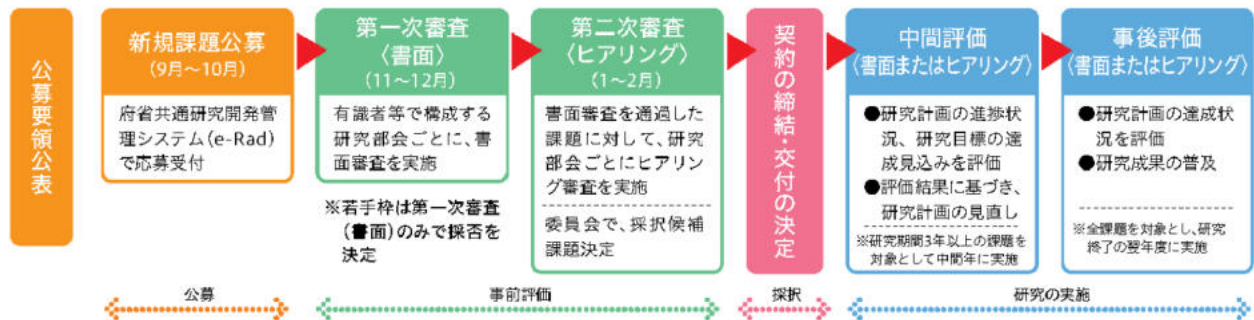 公募要領公表
新規課題公募
(9月~10月)
府省共通研究開発管
理システム(e-Rad)
で応募受付
第一次審査
〈書面〉
(11~12月)
有識者等で構成する
研究部会ごとに、書
面審査を実施
※若手枠は第一次審査
(書面)のみで採否を
決定
第二次審査
〈ヒアリング〉
(1~2月)
書面審査を通過した
課題に対して、研究
部会ごとにヒアリン
グ審査を実施
委員会で、採択候補
課題決定
契約の締結・交付の決定
中間評価
〈書面またはヒアリング〉
●研究計画の進捗状
況、研究目標の達
成見込みを評価
●評価結果に基づき、
研究計画の見直し
※研究期間3年以上の課題を
対象として中間年に実施
事後評価
〈書面またはヒアリング〉
●研究計画の達成状
況を評価
●研究成果の普及
※全課題を対象とし、研究
終了の翌年度に実施
公募
事前評価
採択
研究の実施